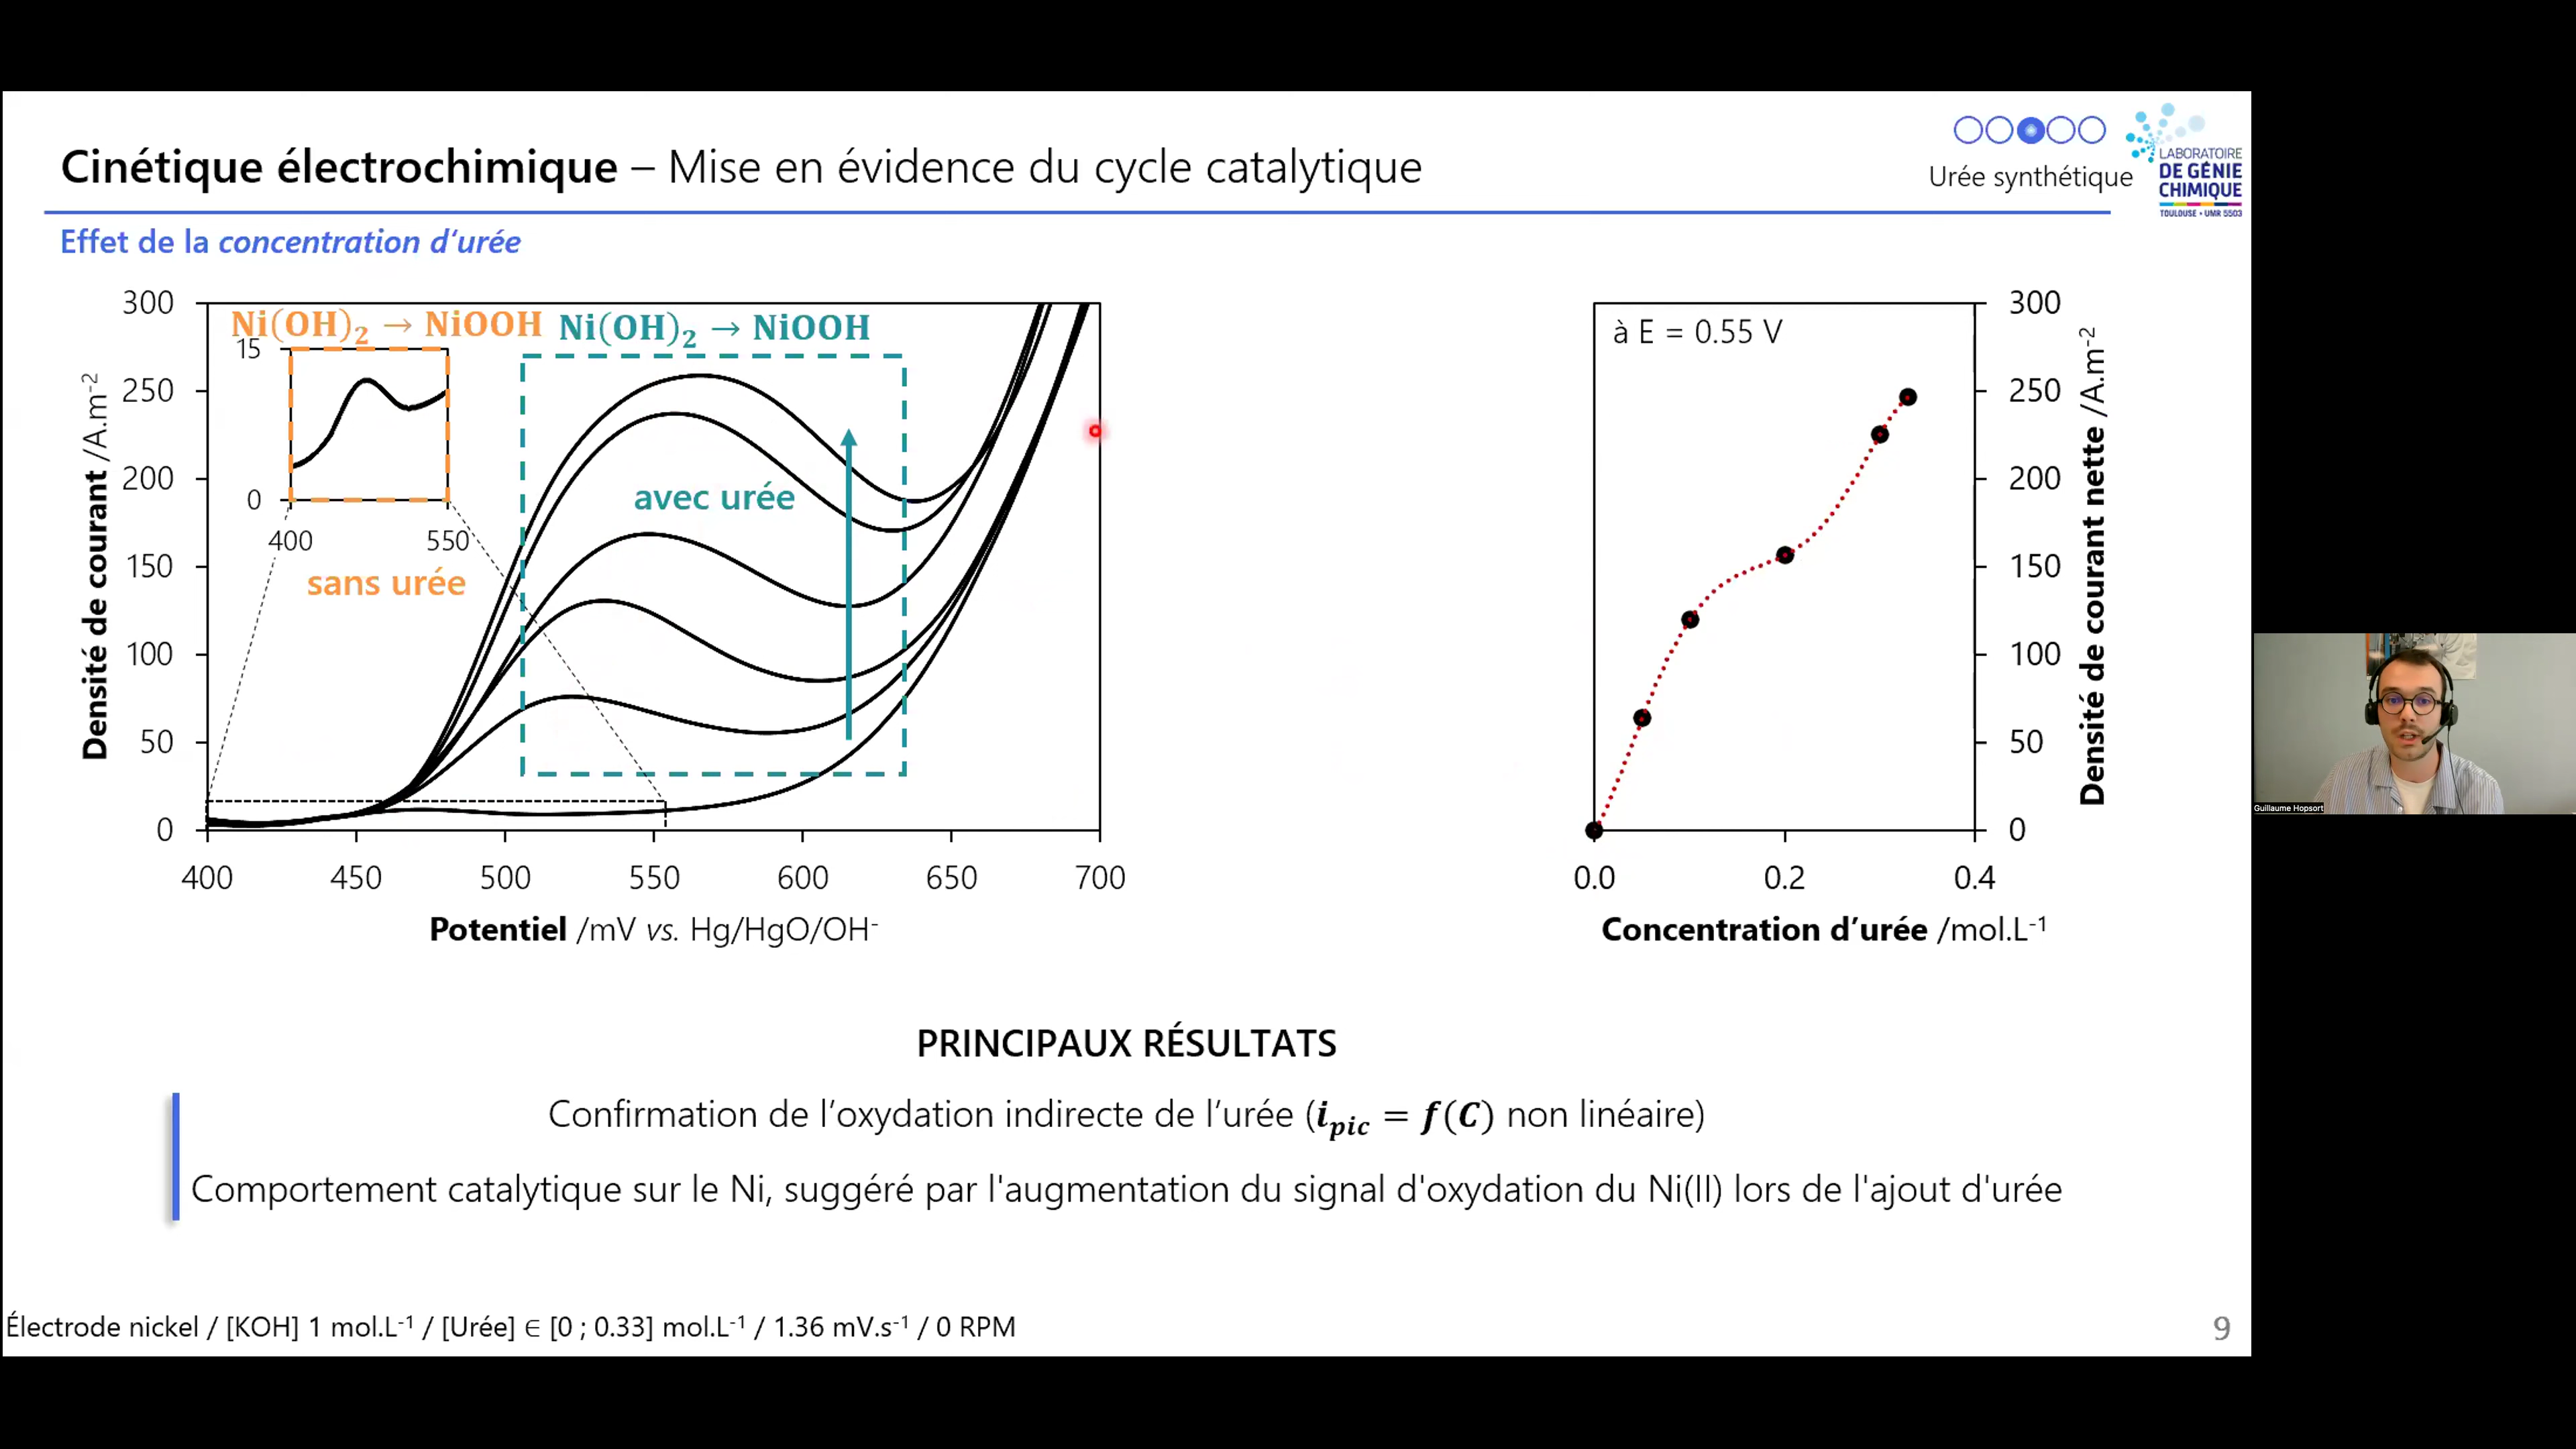 Cinétique électrochimique – Mise en évidence du cycle catalytique
Urée synthétique
LABORATOIRE
DE GÉNIE
CHIMIQUE
TOULOUSE • UMR 5503
Effet de la concentration d'urée
Densité de courant /A.m⁻²
300
250
200
150
100
50
0
Ni(OH)₂ → NiOOH
Ni(OH)₂ → NiOOH
15
0
400
550
sans urée
avec urée
400
450
500
550
600
650
700
Potentiel /mV vs. Hg/HgO/OH⁻
à E = 0.55 V
300
250
200
150
100
50
0
Densité de courant nette /A.m⁻²
0.0
0.2
0.4
Concentration d'urée /mol.L⁻¹
Guillaume Hopsort
PRINCIPAUX RÉSULTATS
Confirmation de l'oxydation indirecte de l'urée (i_pic = f(C) non linéaire)
Comportement catalytique sur le Ni, suggéré par l'augmentation du signal d'oxydation du Ni(II) lors de l'ajout d'urée
Électrode nickel / [KOH] 1 mol.L⁻¹ / [Urée] ∈ [0 ; 0.33] mol.L⁻¹ / 1.36 mV.s⁻¹ / 0 RPM
9